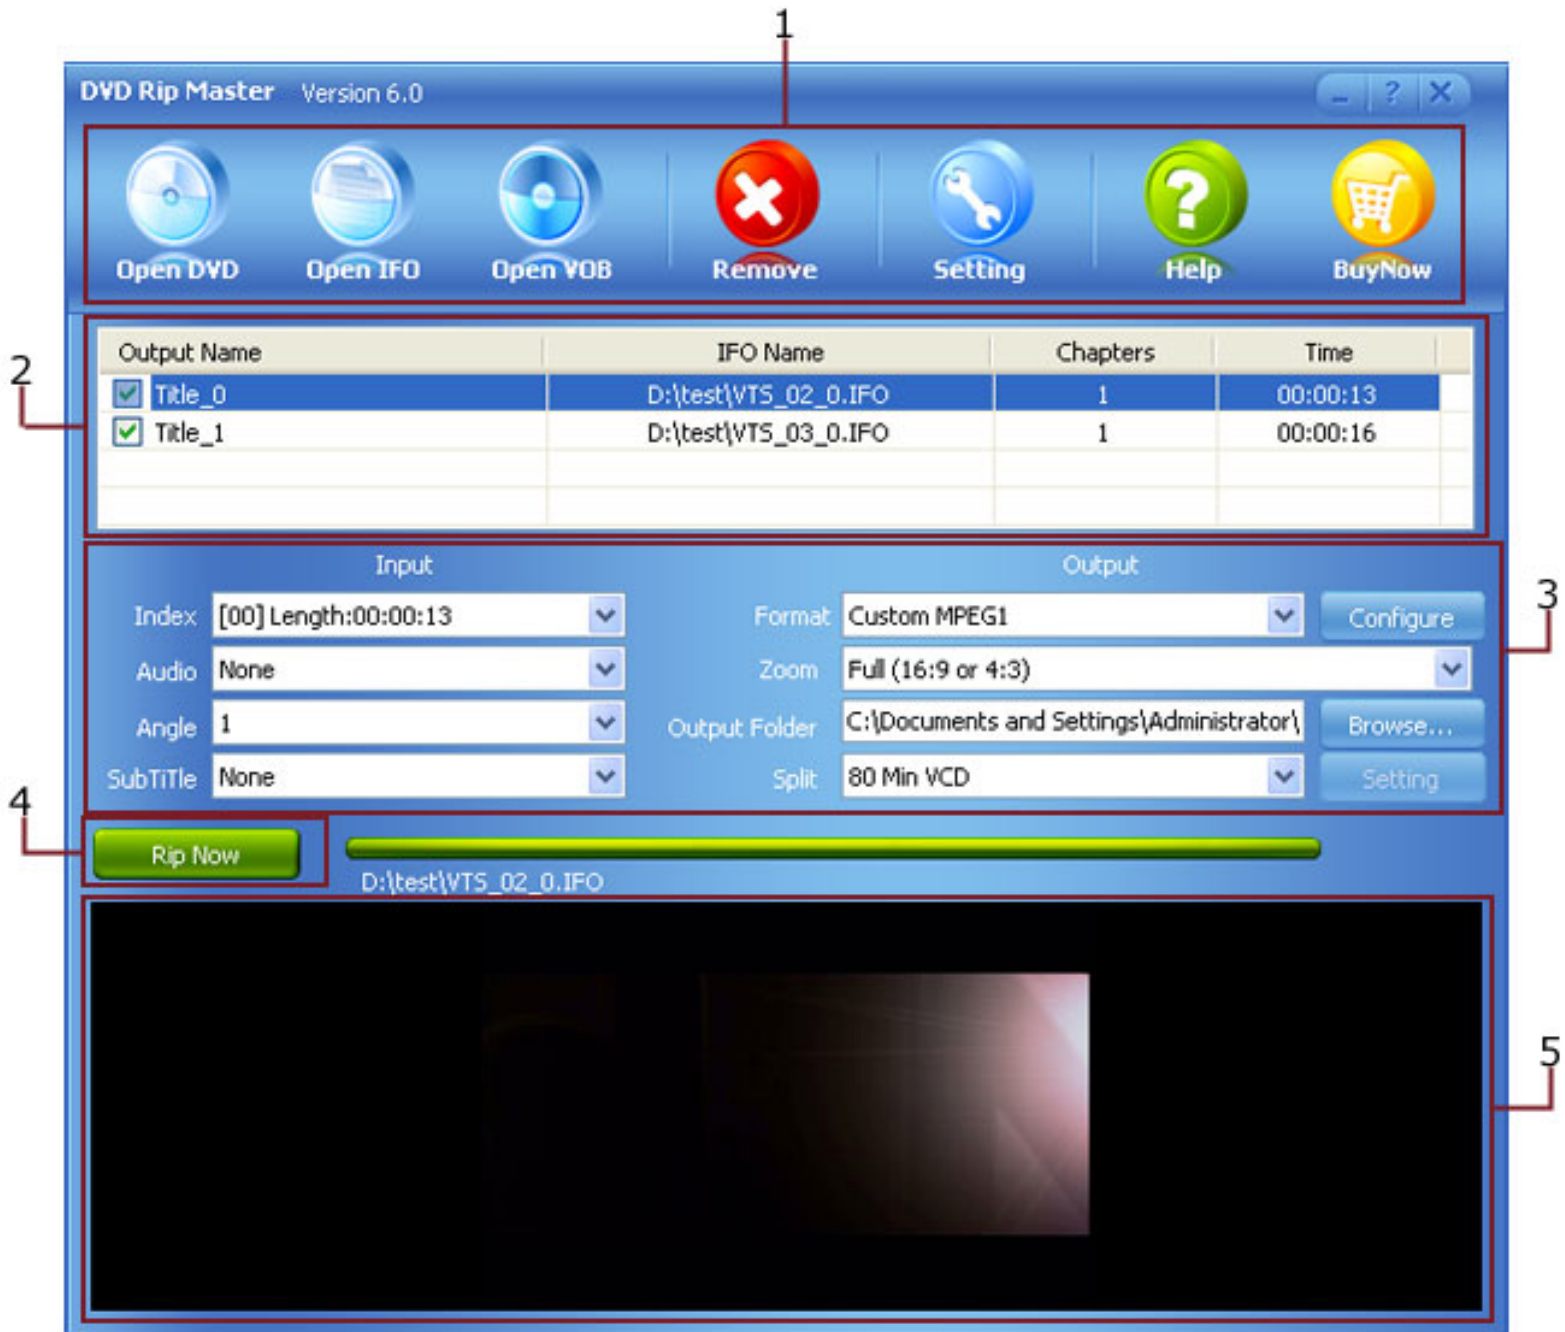 1
DVD Rip Master Version 6.0
Open DVD Open IFO Open VOB Remove Setting Help BuyNow
2
Output Name IFO Name Chapters Time
Title_0 D:\test\VTS_02_0.IFO 1 00:00:13
Title_1 D:\test\VTS_03_0.IFO 1 00:00:16
Input Output
3
Index [00] Length:00:00:13 Format Custom MPEG1 Configure
Audio None Zoom Full (16:9 or 4:3)
Angle 1 Output Folder C:\Documents and Settings\Administrator\ Browse...
SubTiTle None Split 80 Min VCD Setting
4
Rip Now
D:\test\VTS_02_0.IFO
5